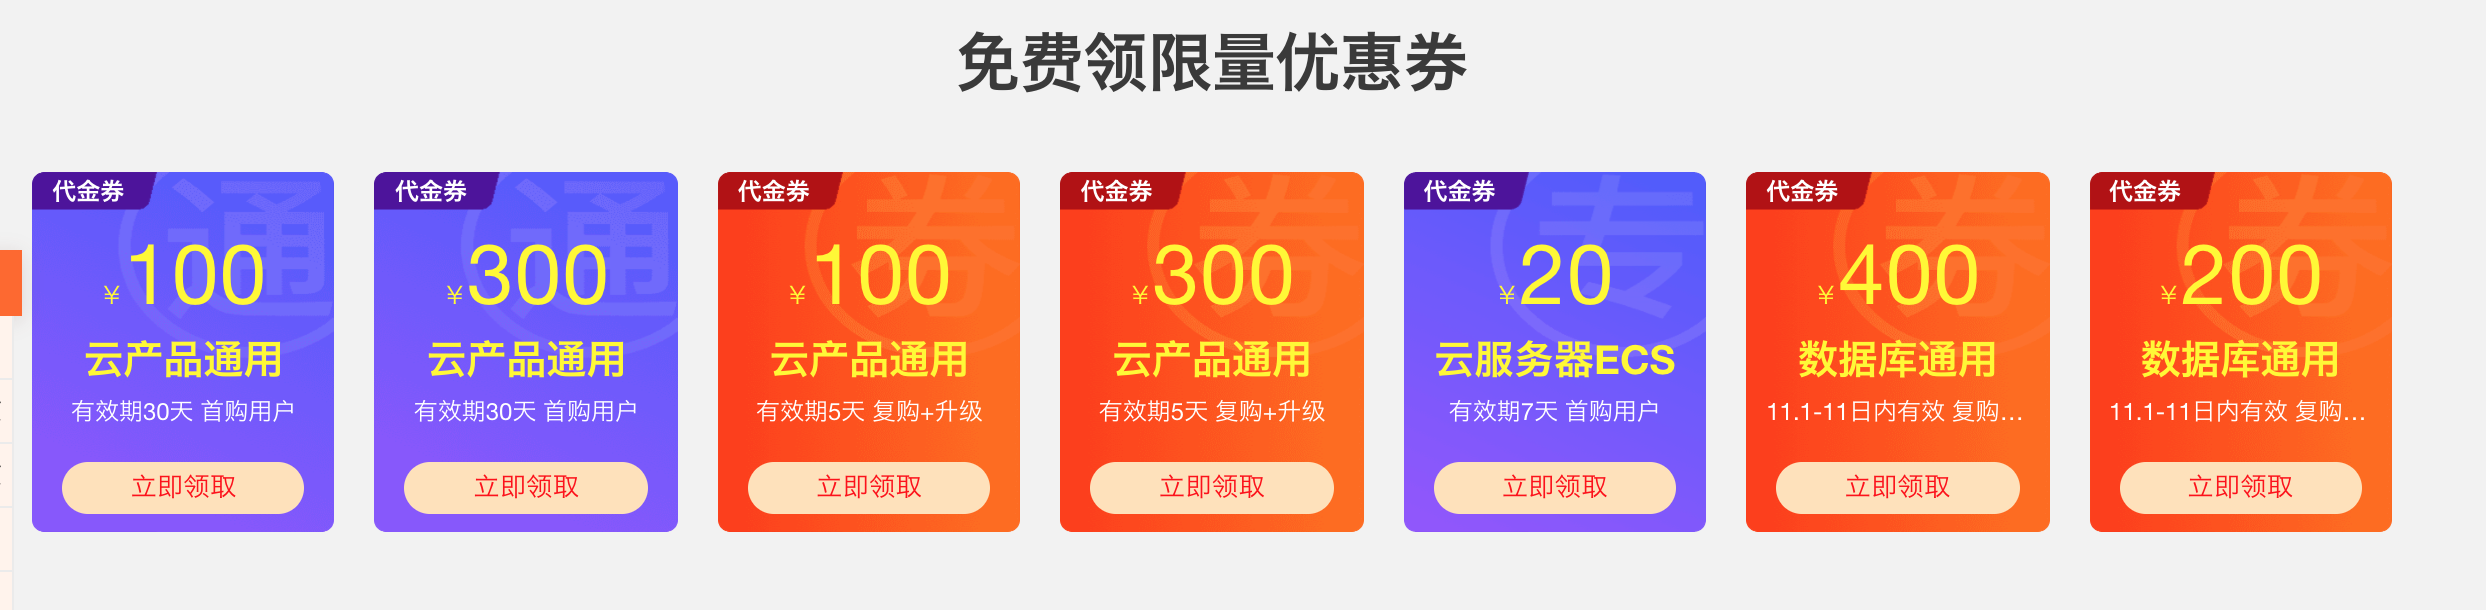 免费领限量优惠券
代金券
¥100
云产品通用
有效期30天 首购用户
立即领取
代金券
¥300
云产品通用
有效期30天 首购用户
立即领取
代金券
¥100
云产品通用
有效期5天 复购+升级
立即领取
代金券
¥300
云产品通用
有效期5天 复购+升级
立即领取
代金券
¥20
云服务器ECS
有效期7天 首购用户
立即领取
代金券
¥400
数据库通用
11.1-11日内有效 复购...
立即领取
代金券
¥200
数据库通用
11.1-11日内有效 复购...
立即领取
通
通
券
券
专
券
券